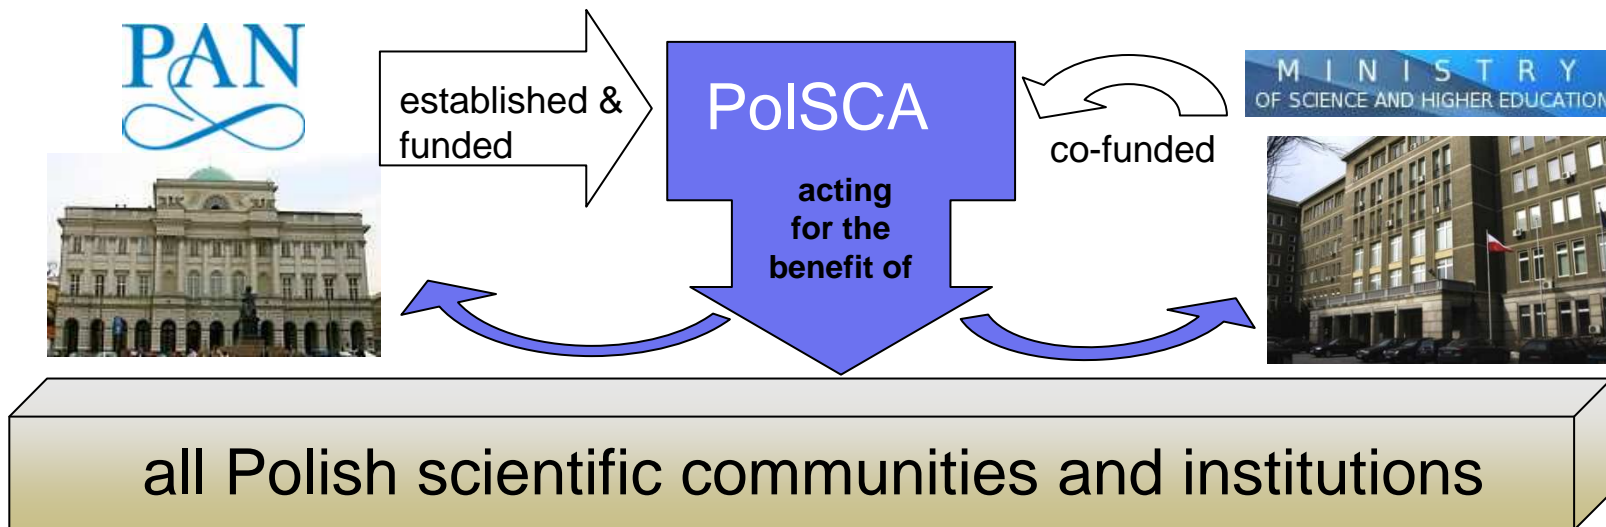 PAN
established &
funded
PolSCA
acting
for the
benefit of
co-funded
MINISTRY
OF SCIENCE AND HIGHER EDUCATION
all Polish scientific communities and institutions